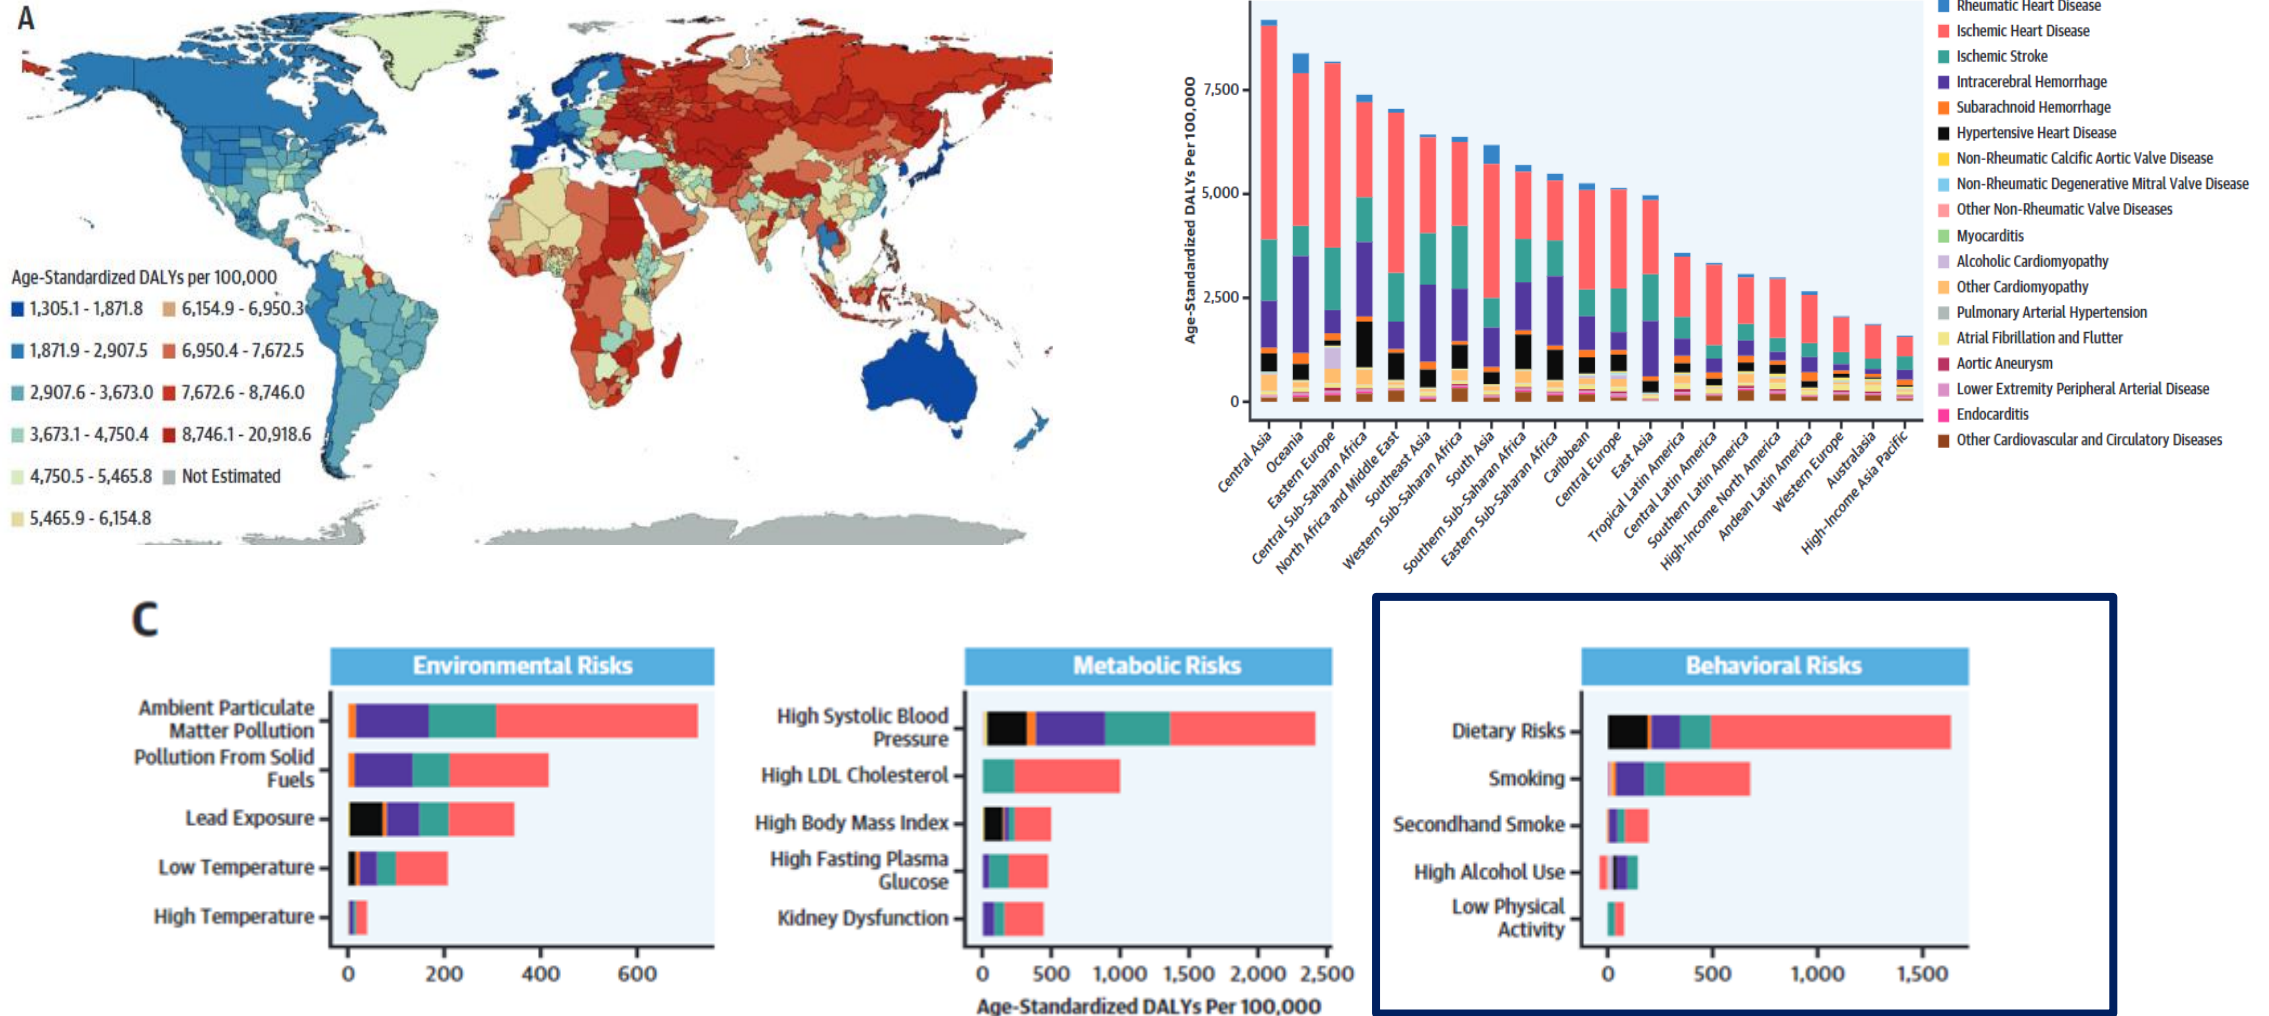 A
Age-Standardized DALYs per 100,000
1,305.1 - 1,871.8
6,154.9 - 6,950.3
1,871.9 - 2,907.5
6,950.4 - 7,672.5
2,907.6 - 3,673.0
7,672.6 - 8,746.0
3,673.1 - 4,750.4
8,746.1 - 20,918.6
4,750.5 - 5,465.8
Not Estimated
5,465.9 - 6,154.8
Age-Standardized DALYs Per 100,000
7,500
5,000
2,500
0
Central Asia
Oceania
Eastern Europe
Central Sub-Saharan Africa
North Africa and Middle East
Southeast Asia
Western Sub-Saharan Africa
South Asia
Southern Sub-Saharan Africa
Eastern Sub-Saharan Africa
Caribbean
Central Europe
East Asia
Tropical Latin America
Central Latin America
Southern Latin America
High-Income North America
Andean Latin America
Western Europe
Australasia
High-Income Asia Pacific
Rheumatic Heart Disease
Ischemic Heart Disease
Ischemic Stroke
Intracerebral Hemorrhage
Subarachnoid Hemorrhage
Hypertensive Heart Disease
Non-Rheumatic Calcific Aortic Valve Disease
Non-Rheumatic Degenerative Mitral Valve Disease
Other Non-Rheumatic Valve Diseases
Myocarditis
Alcoholic Cardiomyopathy
Other Cardiomyopathy
Pulmonary Arterial Hypertension
Atrial Fibrillation and Flutter
Aortic Aneurysm
Lower Extremity Peripheral Arterial Disease
Endocarditis
Other Cardiovascular and Circulatory Diseases
C
Environmental Risks
Ambient Particulate
Matter Pollution
Pollution From Solid
Fuels
Lead Exposure
Low Temperature
High Temperature
0 200 400 600
Metabolic Risks
High Systolic Blood
Pressure
High LDL Cholesterol
High Body Mass Index
High Fasting Plasma
Glucose
Kidney Dysfunction
0 500 1,000 1,500 2,000 2,500
Age-Standardized DALYs Per 100,000
Behavioral Risks
Dietary Risks
Smoking
Secondhand Smoke
High Alcohol Use
Low Physical
Activity
0 500 1,000 1,500